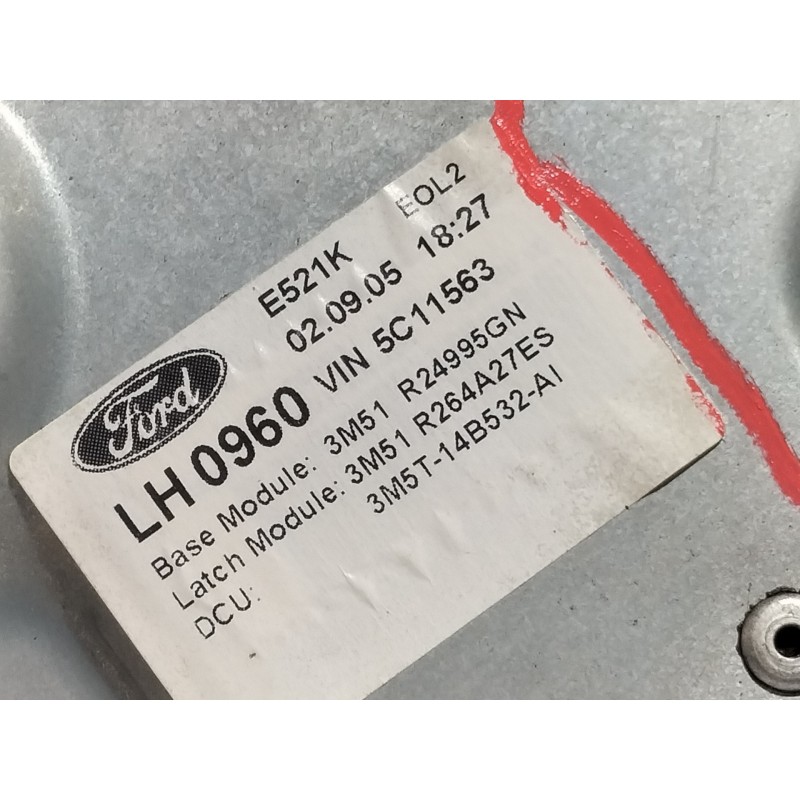 E521K EOL2
02.09.05 18:27
Ford
LH 0960 VIN 5C11563
Base Module: 3M51 R24995GN
Latch Module: 3M51 R264A27ES
DCU: 3M5T-14B532-AI